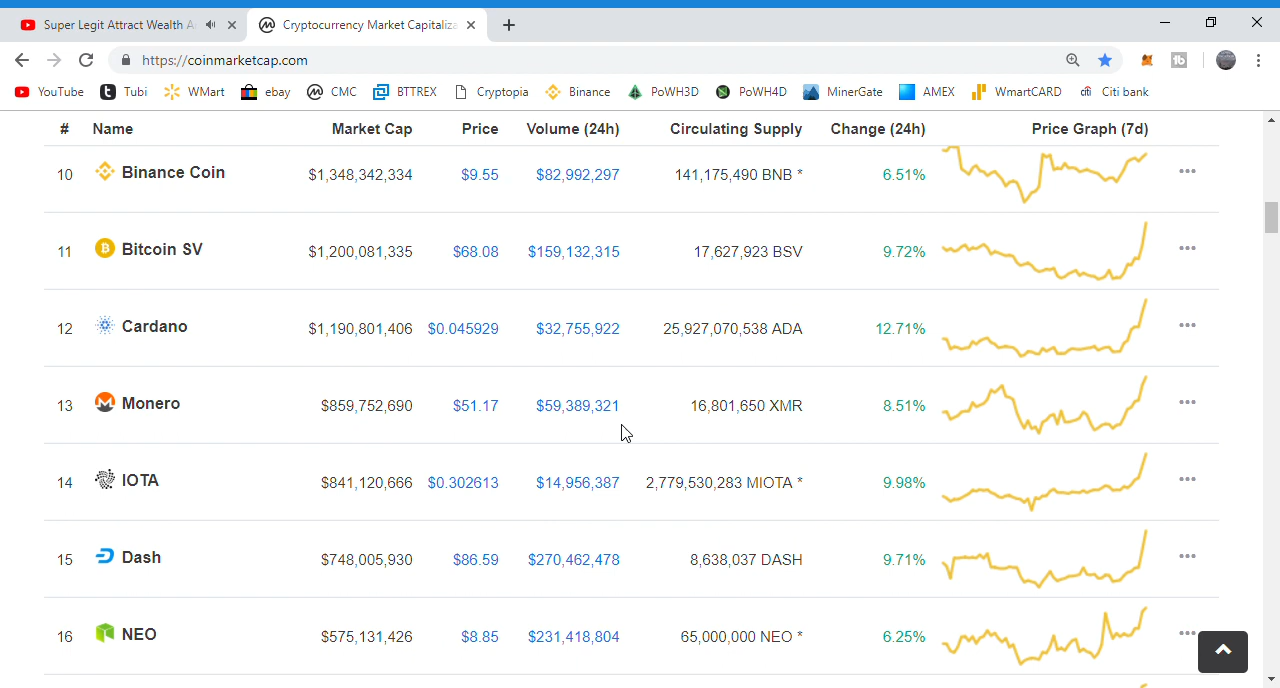 Super Legit Attract Wealth A
Cryptocurrency Market Capitaliza
https://coinmarketcap.com
YouTube Tubi WMart ebay CMC BTTREX Cryptopia Binance PoWH3D PoWH4D MinerGate AMEX WmartCARD Citi bank
# Name Market Cap Price Volume (24h) Circulating Supply Change (24h) Price Graph (7d)
10 Binance Coin $1,348,342,334 $9.55 $82,992,297 141,175,490 BNB * 6.51%
11 Bitcoin SV $1,200,081,335 $68.08 $159,132,315 17,627,923 BSV 9.72%
12 Cardano $1,190,801,406 $0.045929 $32,755,922 25,927,070,538 ADA 12.71%
13 Monero $859,752,690 $51.17 $59,389,321 16,801,650 XMR 8.51%
14 IOTA $841,120,666 $0.302613 $14,956,387 2,779,530,283 MIOTA * 9.98%
15 Dash $748,005,930 $86.59 $270,462,478 8,638,037 DASH 9.71%
16 NEO $575,131,426 $8.85 $231,418,804 65,000,000 NEO * 6.25%